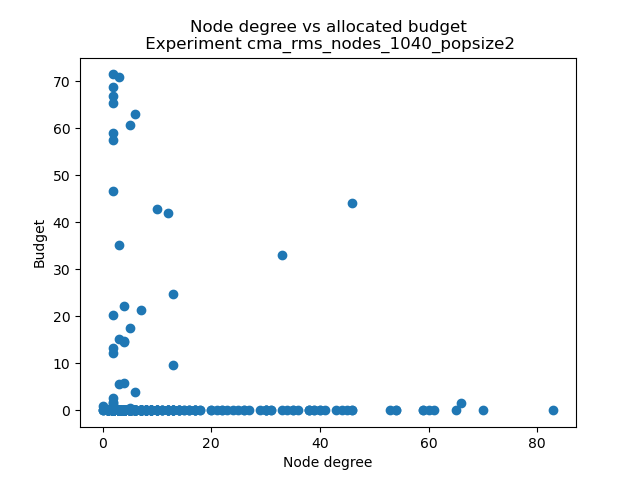 Node degree vs allocated budget
Experiment cma_rms_nodes_1040_popsize2
70
60
50
40
30
20
10
0
Budget
0 20 40 60 80
Node degree